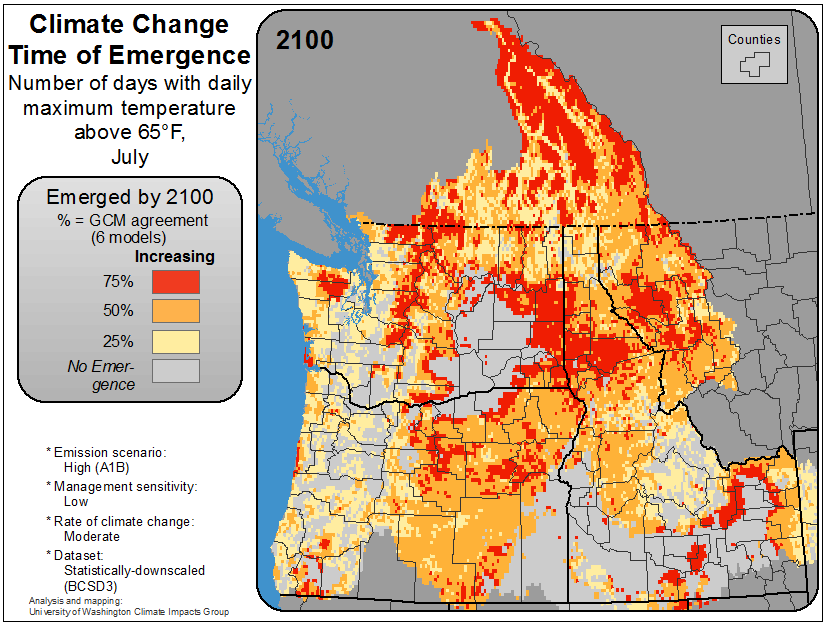 Climate Change
Time of Emergence
Number of days with daily
maximum temperature
above 65°F,
July
Emerged by 2100
% = GCM agreement
(6 models)
Increasing
75%
50%
25%
No Emer-
gence
* Emission scenario:
High (A1B)
* Management sensitivity:
Low
* Rate of climate change:
Moderate
* Dataset:
Statistically-downscaled
(BCSD3)
Analysis and mapping:
University of Washington Climate Impacts Group
2100
Counties